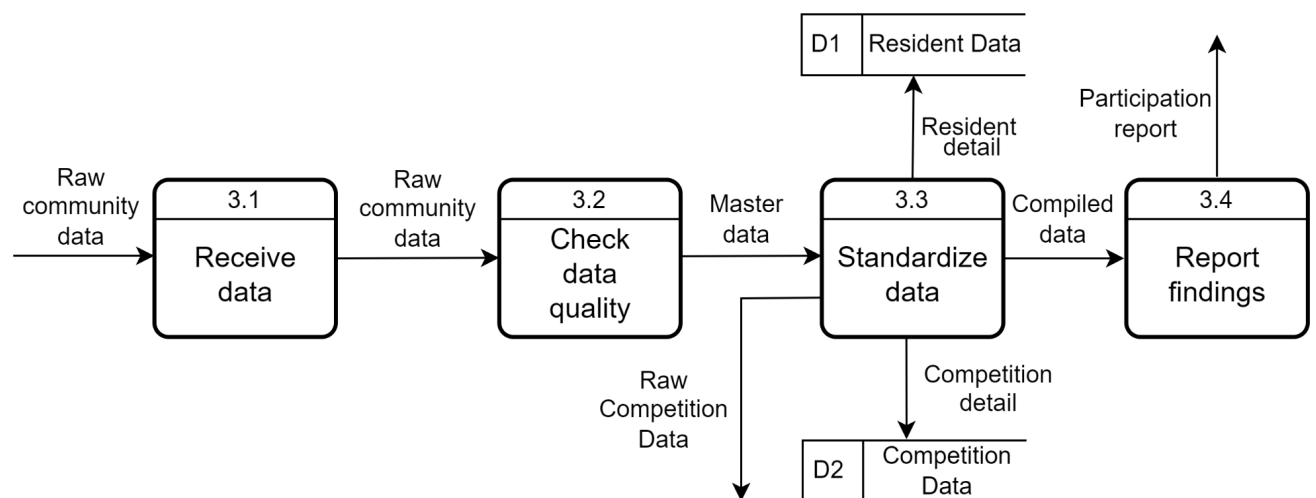 D1
Resident Data
Participation
report
Resident
detail
Raw
community
data
3.1
Receive
data
Raw
community
data
3.2
Check
data
quality
Master
data
3.3
Standardize
data
Compiled
data
3.4
Report
findings
Raw
Competition
Data
Competition
detail
D2
Competition
Data